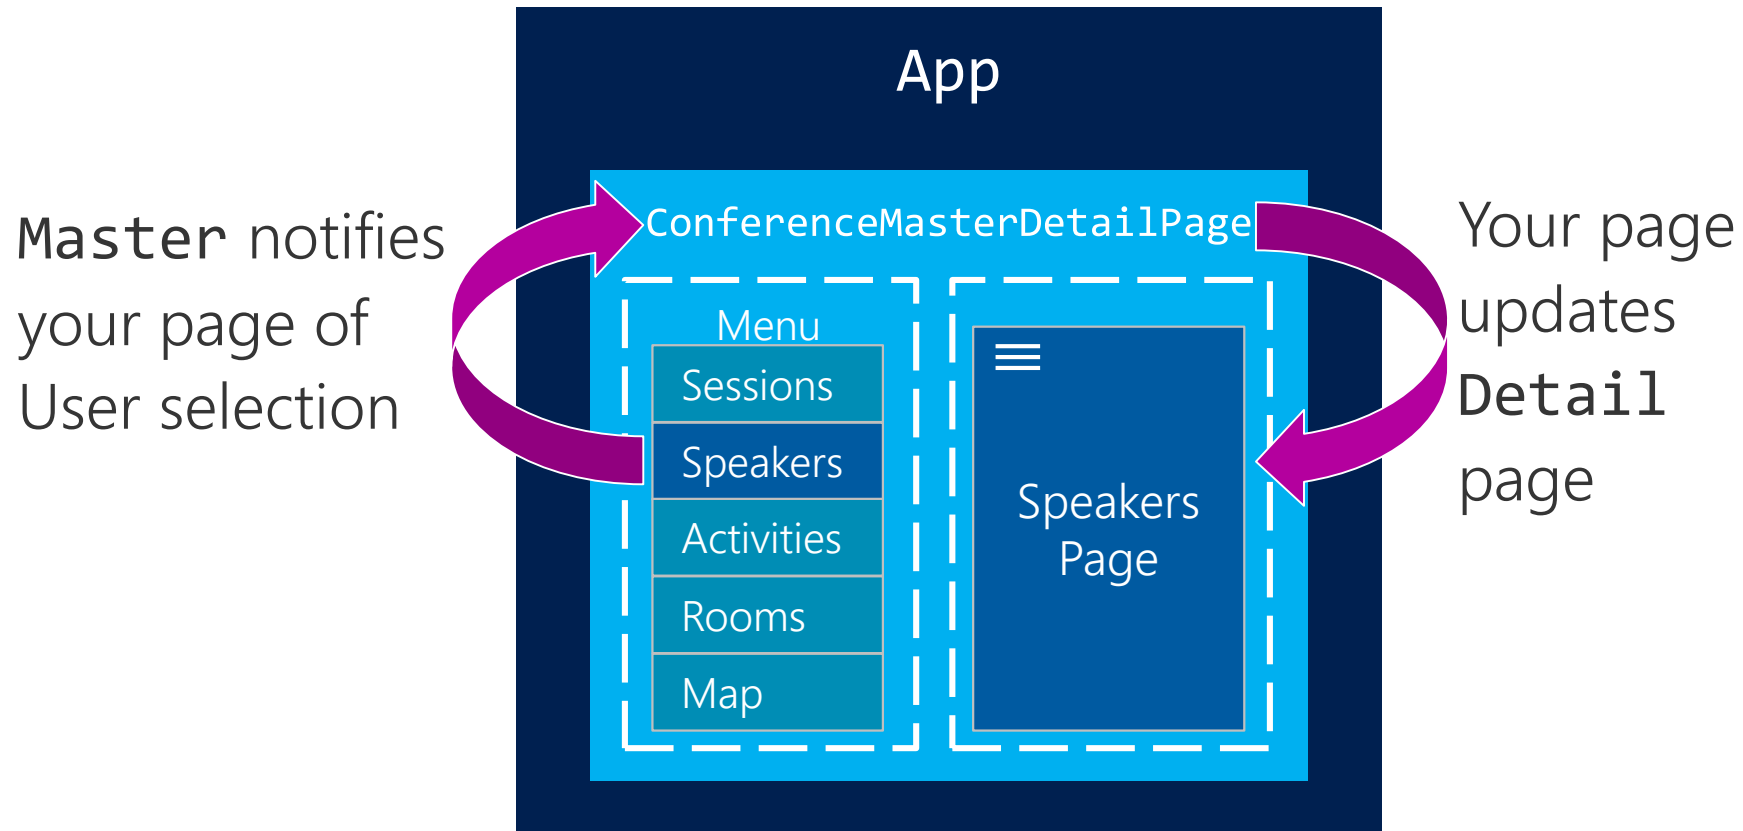 App
Master notifies
your page of
User selection
ConferenceMasterDetailPage
Menu
Sessions
Speakers
Activities
Rooms
Map
Speakers
Page
Your page
updates
Detail
page